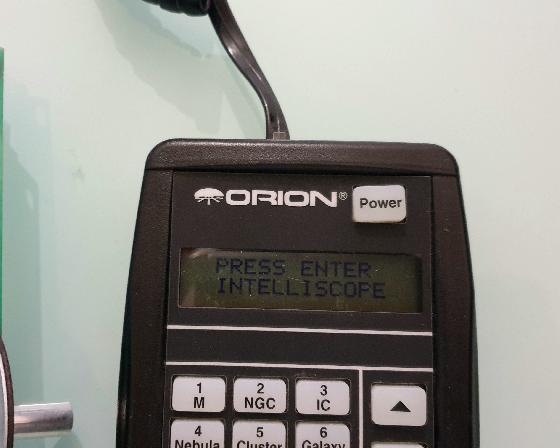 ORION®
Power
PRESS ENTER
INTELLISCOPE
1 2 3
M NGC IC
4 5 6
Nebula Cluster Galaxy